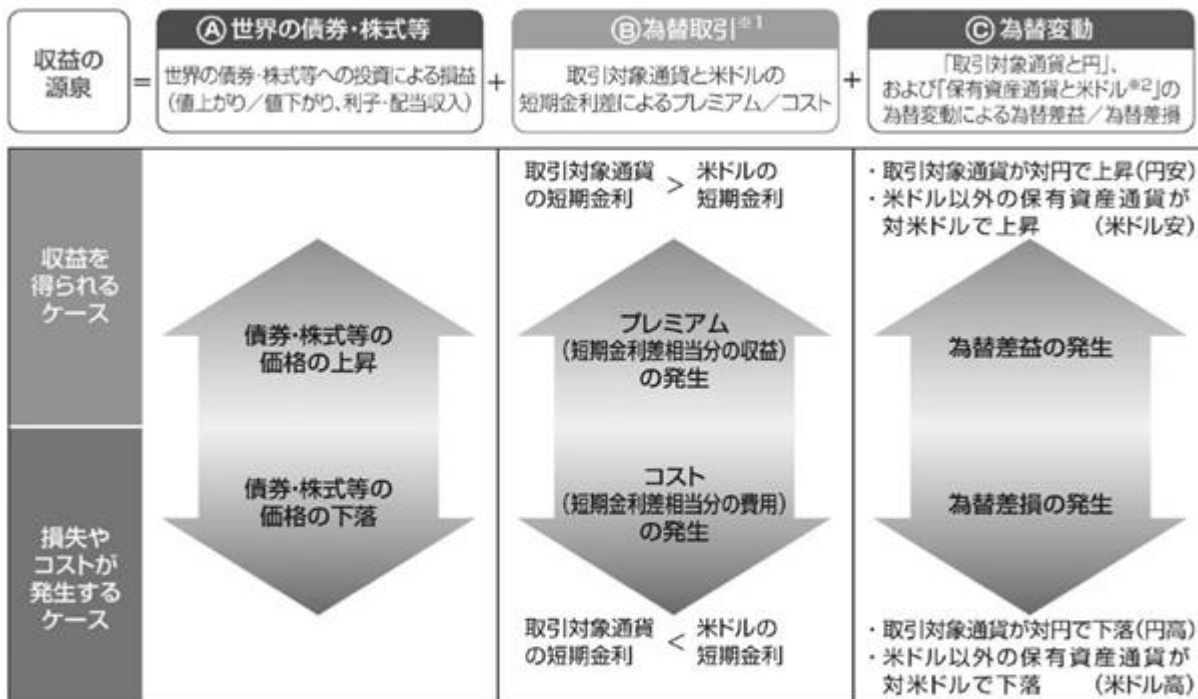 収益の
源泉
=
Ⓐ世界の債券・株式等
世界の債券・株式等への投資による損益
(値上がり/値下がり、利子・配当収入)
+
Ⓑ為替取引※1
取引対象通貨と米ドルの
短期金利差によるプレミアム/コスト
+
Ⓒ為替変動
「取引対象通貨と円」、
および「保有資産通貨と米ドル※2」の
為替変動による為替差益/為替差損
収益を
得られる
ケース
債券・株式等の
価格の上昇
取引対象通貨 > 米ドルの
の短期金利 短期金利
プレミアム
(短期金利差相当分の収益)
の発生
・取引対象通貨が対円で上昇(円安)
・米ドル以外の保有資産通貨が
対米ドルで上昇 (米ドル安)
為替差益の発生
損失や
コストが
発生する
ケース
債券・株式等の
価格の下落
コスト
(短期金利差相当分の費用)
の発生
取引対象通貨 < 米ドルの
の短期金利 短期金利
為替差損の発生
・取引対象通貨が対円で下落(円高)
・米ドル以外の保有資産通貨が
対米ドルで下落 (米ドル高)